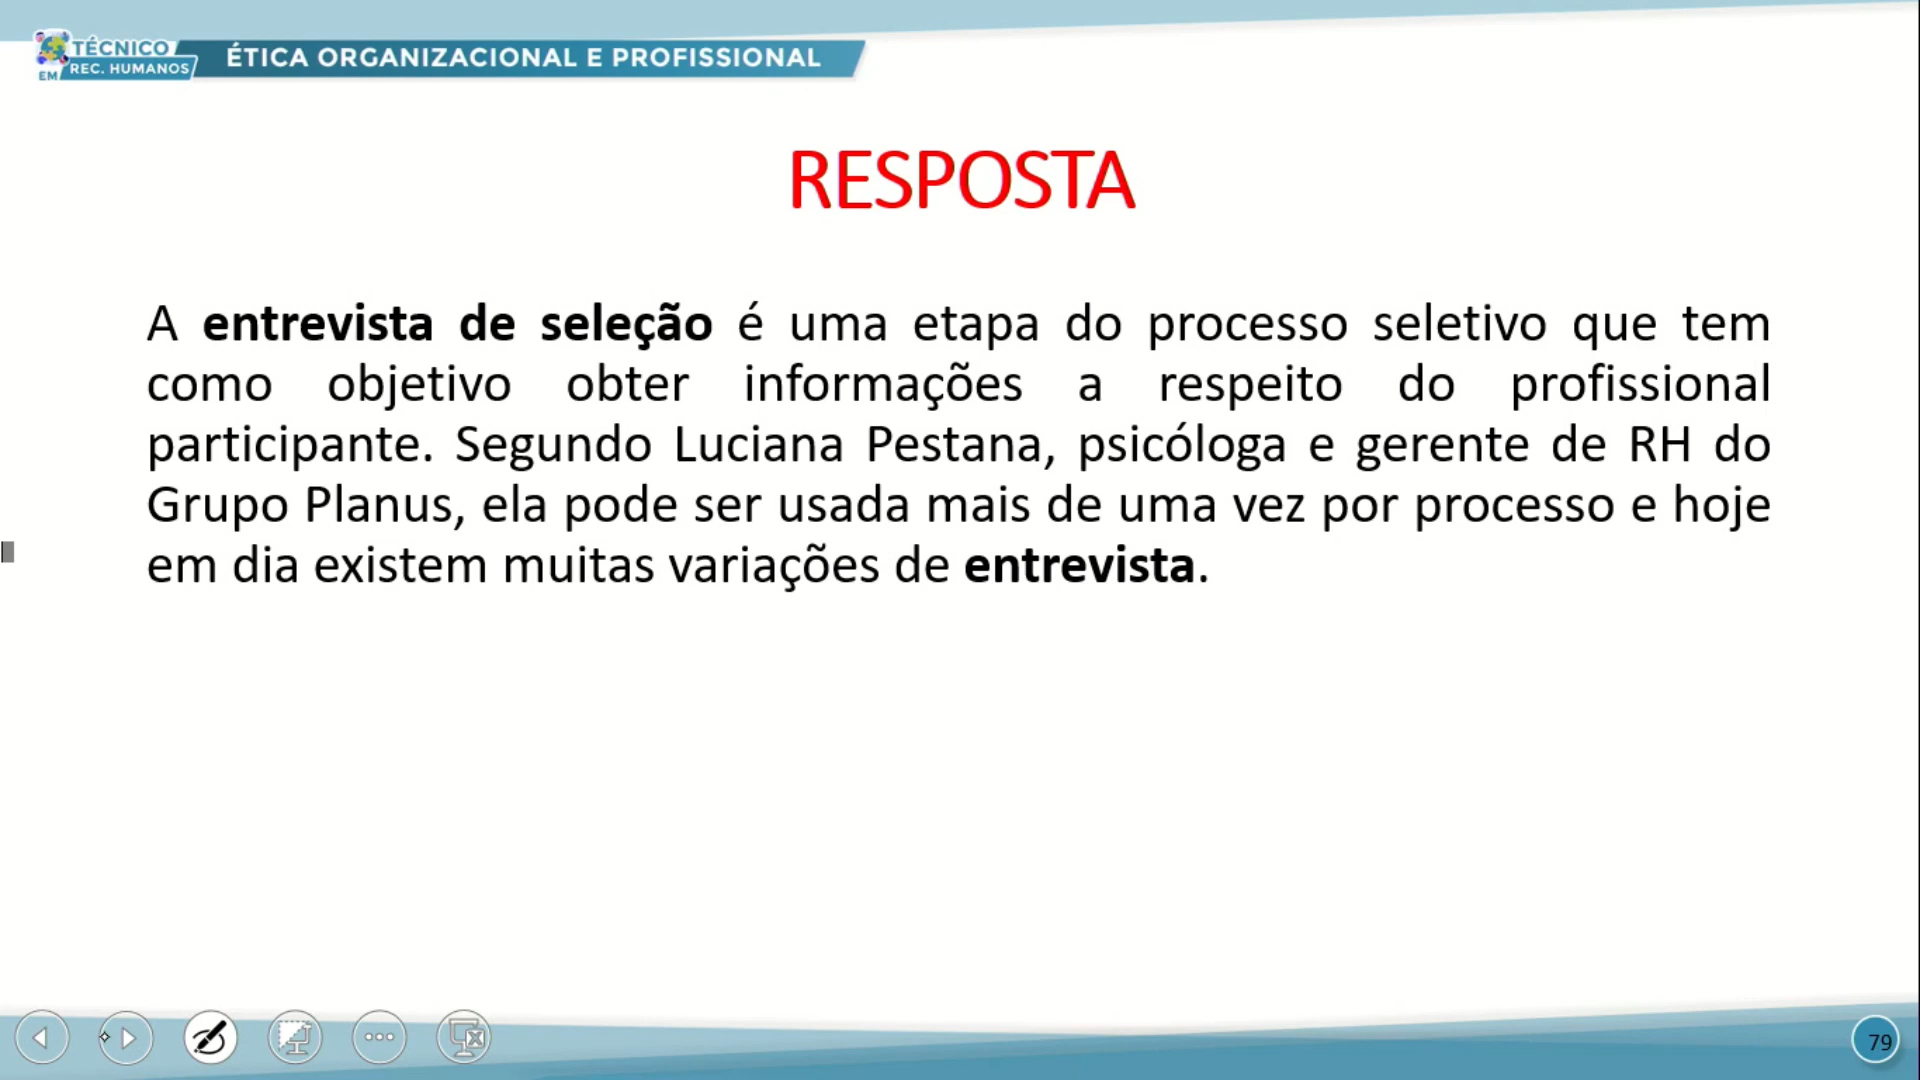 TÉCNICO
EM REC. HUMANOS
ÉTICA ORGANIZACIONAL E PROFISSIONAL
RESPOSTA
A entrevista de seleção é uma etapa do processo seletivo que tem
como objetivo obter informações a respeito do profissional
participante. Segundo Luciana Pestana, psicóloga e gerente de RH do
Grupo Planus, ela pode ser usada mais de uma vez por processo e hoje
em dia existem muitas variações de entrevista.
79